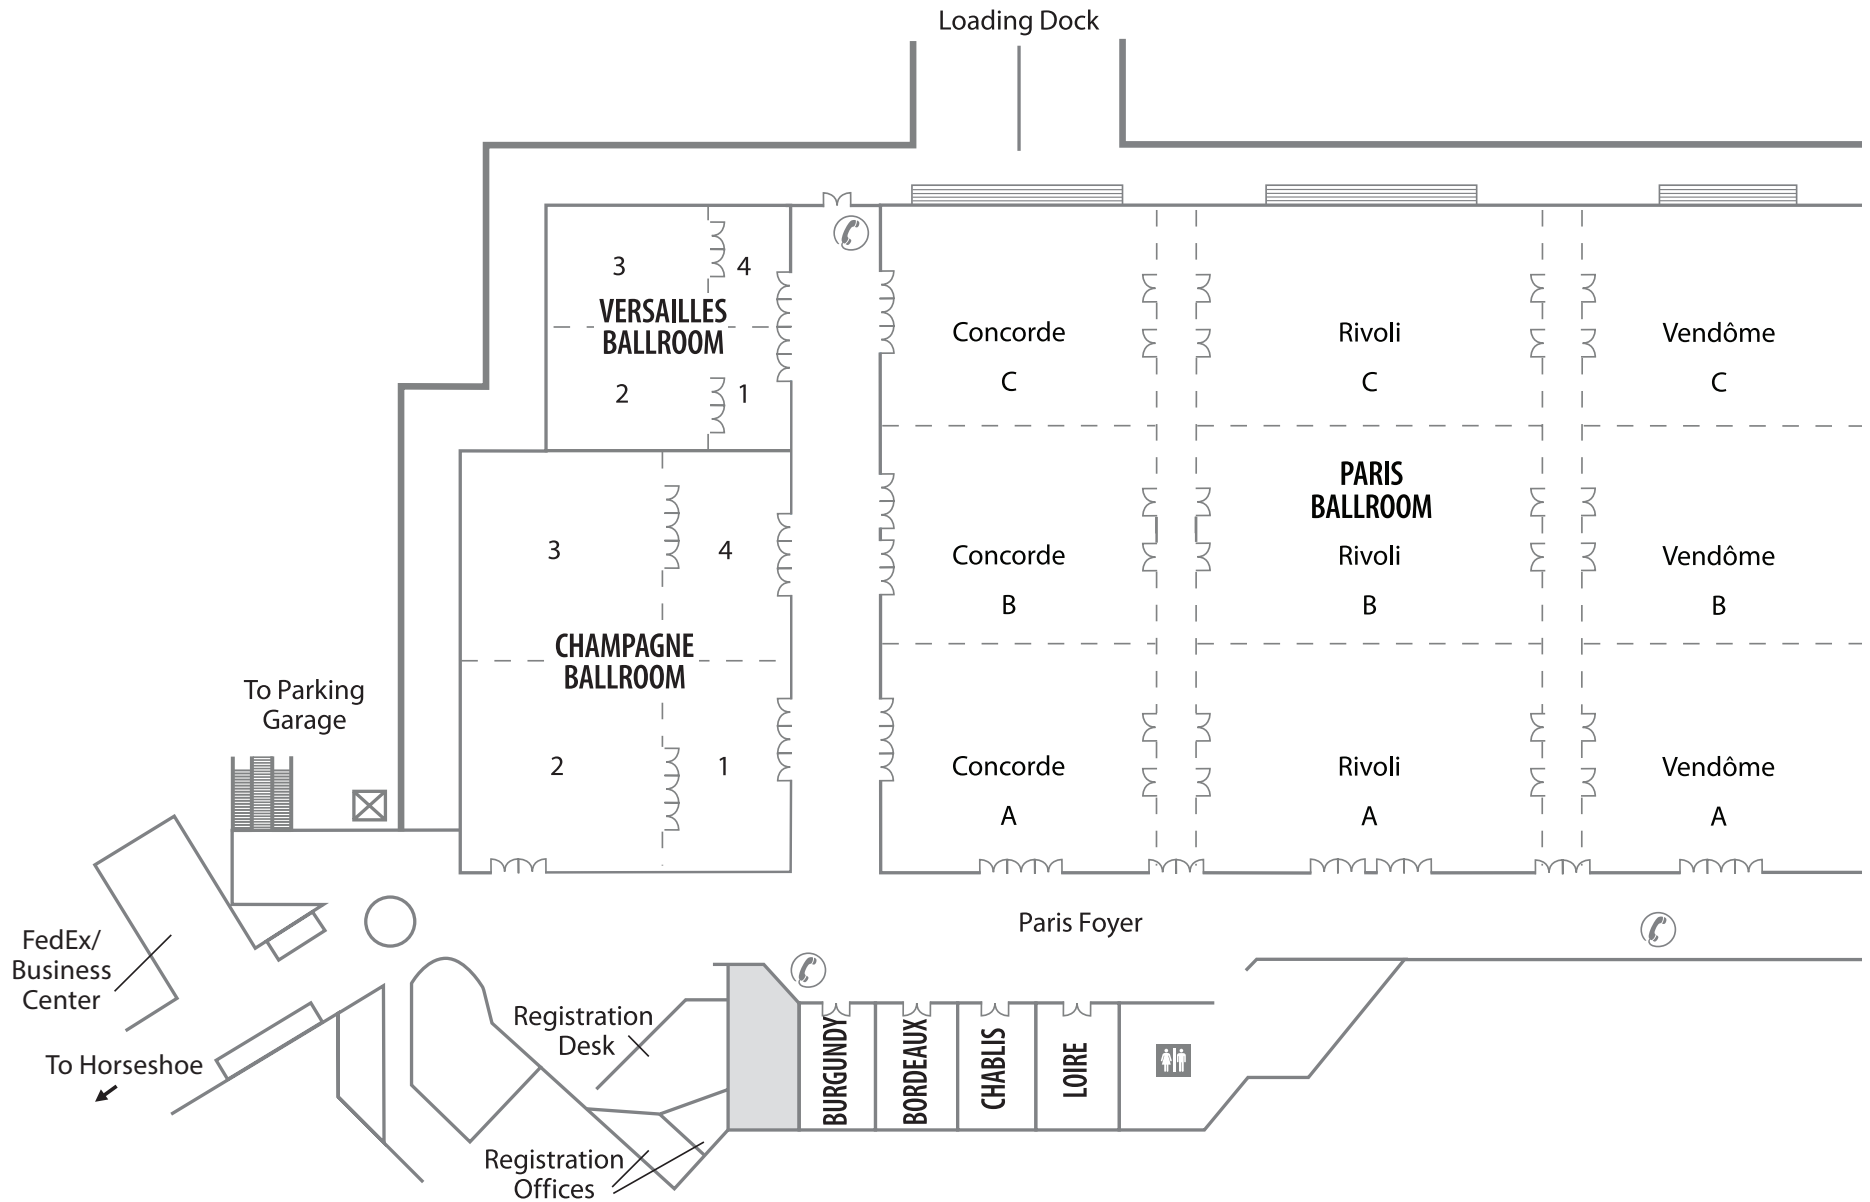 Loading Dock
3
4
VERSAILLES
BALLROOM
2
1
Concorde
C
Rivoli
C
Vendôme
C
PARIS
BALLROOM
3
4
Concorde
B
Rivoli
B
Vendôme
B
CHAMPAGNE
BALLROOM
To Parking
Garage
2
1
Concorde
A
Rivoli
A
Vendôme
A
Paris Foyer
FedEx/
Business
Center
To Horseshoe
Registration
Desk
BURGUNDY
BORDEAUX
CHABLIS
LOIRE
Registration
Offices